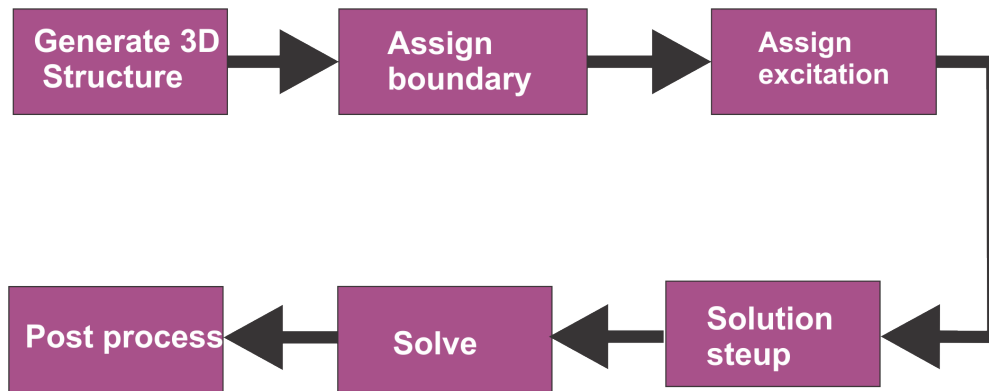 Generate 3D
Structure
Assign
boundary
Assign
excitation
Solution
steup
Solve
Post process